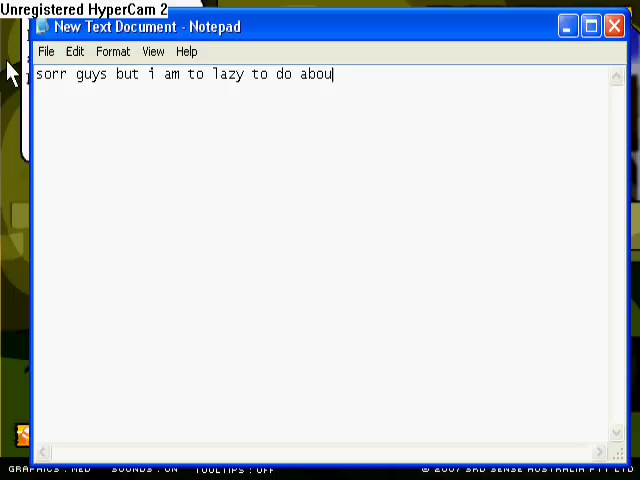 Unregistered HyperCam 2
New Text Document - Notepad
File Edit Format View Help
sorr guys but i am to lazy to do abou
GRAPHICS: MED SOUNDS: ON TOOLTIPS: OFF © 2007 3RD SENSE AUSTRALIA PTY LTD